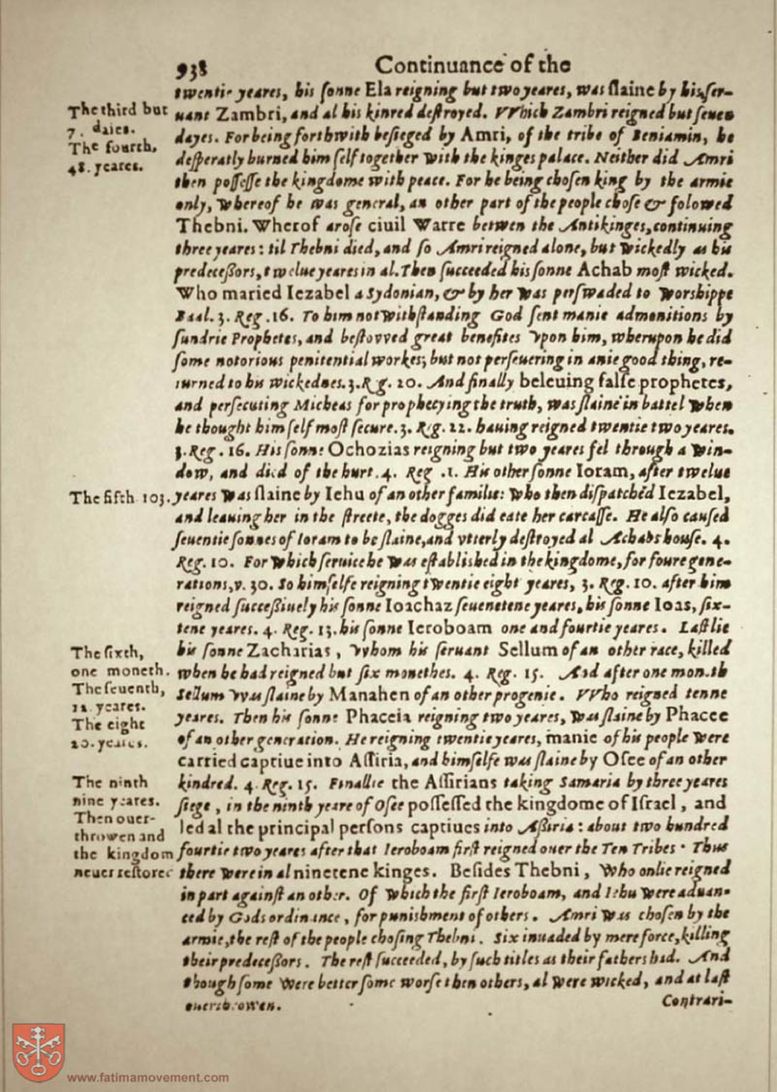 938
Continuance of the
twentie yeares, his sonne Ela reigning but two yeares, was slaine by his ser-
The third but
7. daies.
The fourth,
48. yeares.
uant Zambri, and al his kinred destroyed. VVhich Zambri reigned but seuen
dayes. For being forthwith besieged by Amri, of the tribe of Beniamin, he
desperatly burned him self together with the kinges palace. Neither did Amri
then possesse the kingdome with peace. For he being chosen king by the armie
only, whereof he was general, an other part of the people chose & folowed
Thebni. Wherof arose ciuil Warre betwen the Antikinges, continuing
three yeares: til Thebni died, and so Amri reigned alone, but wickedly as his
predecessors, twelue yeares in al. Then succeeded his sonne Achab most wicked.
Who maried Iezabel a Sydonian, & by her was perswaded to worshippe
Baal. 3. Reg. 16. To him notwithstanding God sent manie admonitions by
sundrie Prophetes, and bestovved great benefites vpon him, wherupon he did
some notorious penitential workes; but not perseuering in anie good thing, re-
turned to his wickednes. 3. Reg. 20. And finally beleuing false prophetes,
and persecuting Micheas for prophecying the truth, was slaine in battel when
he thought him self most secure. 3. Reg. 22. hauing reigned twentie two yeares.
3. Reg. 16. His sonne Ochozias reigning but two yeares fel through a win-
dow, and died of the hurt. 4. Reg. 1. His other sonne Ioram, after twelue
The fifth 103.
yeares was slaine by Iehu of an other familie: who then dispatched Iezabel,
and leauing her in the streete, the dogges did eate her carcasse. He also caused
seuentie sonnes of Ioram to be slaine, and vtterly destroyed al Achabs house. 4.
Reg. 10. For which seruice he was established in the kingdome, for foure gene-
rations, v. 30. So himselfe reigning twentie eight yeares, 3. Reg. 10. after him
reigned successiuely his sonne Ioachaz seuenetene yeares, his sonne Ioas, six-
tene yeares. 4. Reg. 13. his sonne Ieroboam one and fourtie yeares. Lastlie
The sixth,
one moneth.
The seuenth,
12. yeares.
The eight
20. yeares.
his sonne Zacharias, vvhom his seruant Sellum of an other race, killed
when he had reigned but six monethes. 4. Reg. 15. And after one moneth
Sellum vvas slaine by Manahen of an other progenie. VVho reigned tenne
yeares. Then his sonne Phaceia reigning two yeares, was slaine by Phacee
of an other generation. He reigning twentie yeares, manie of his people were
carried captiue into Assiria, and himselfe was slaine by Osee of an other
The ninth
nine yeares.
Then ouer-
throwen and
the kingdom
neuer restored
kindred. 4. Reg. 15. Finallie the Assirians taking Samaria by three yeares
siege, in the ninth yeare of Osee possessed the kingdome of Israel, and
led al the principal persons captiues into Assiria: about two hundred
fourtie two yeares after that Ieroboam first reigned ouer the Ten Tribes. Thus
there were in al ninetene kinges. Besides Thebni, who onlie reigned
in part against an other. Of which the first Ieroboam, and Iehu were aduan-
ced by Gods ordinance, for punishment of others. Amri was chosen by the
armie, the rest of the people chosing Thebni. Six inuaded by mere force, killing
their predecessors. The rest succeeded, by such titles as their fathers had. And
though some were better some worse then others, al were wicked, and at last
ouerthrowen.
Contrari-
www.fatimamovement.com